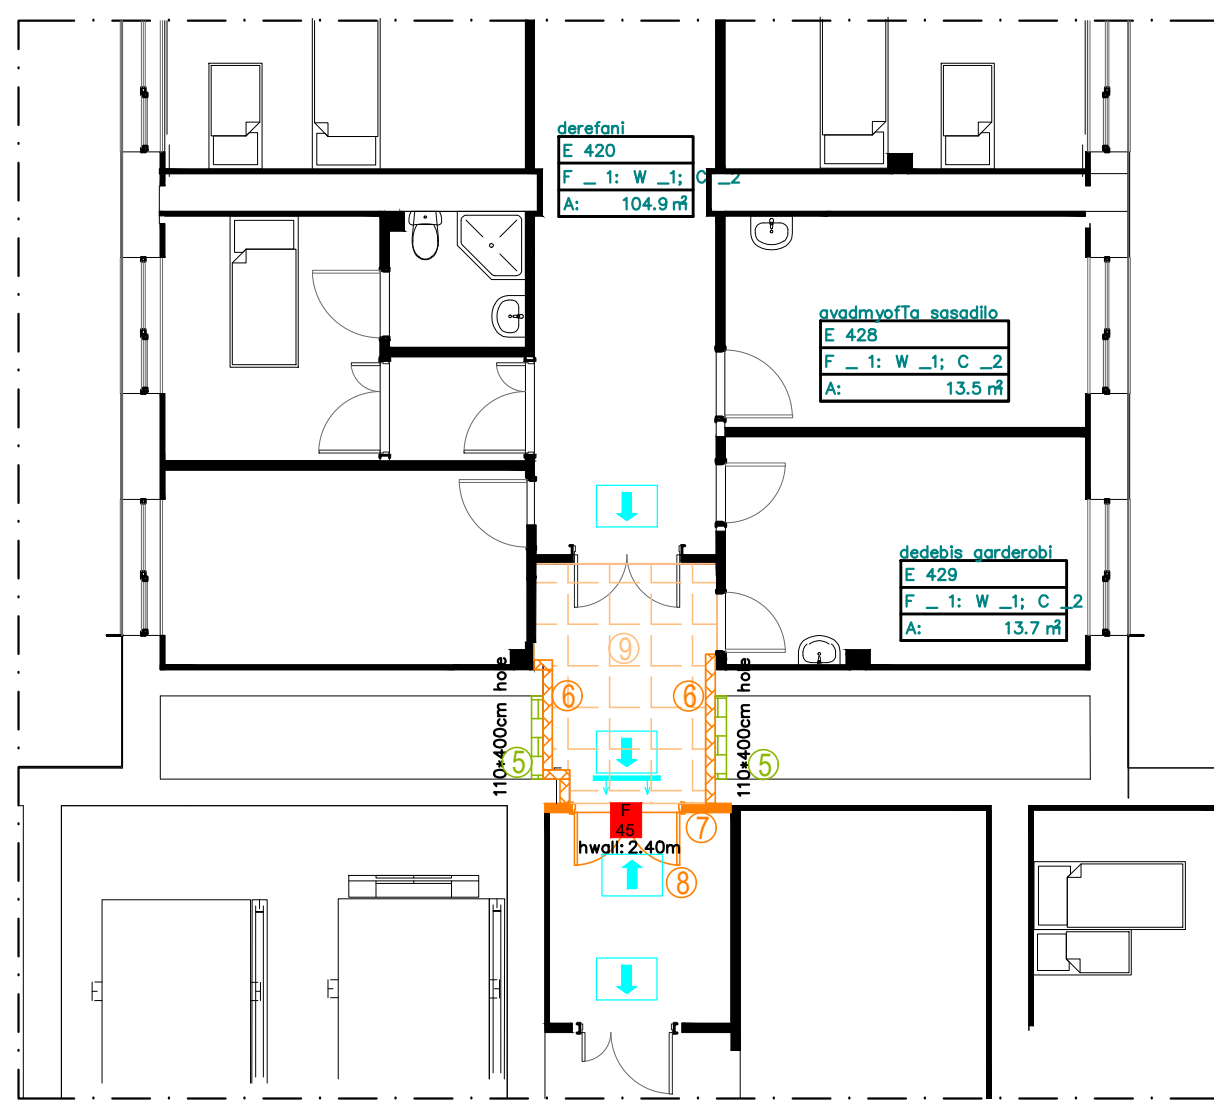 derefani
E 420
F _ 1: W _1; C _2
A: 104.9 m²
avadmyofTa sasadilo
E 428
F _ 1: W _1; C _2
A: 13.5 m²
dedebis garderobi
E 429
F _ 1: W _1; C _2
A: 13.7 m²
9
6
6
110*400cm hole
110*400cm hole
5
5
F
45
7
hwall: 2.40m
8